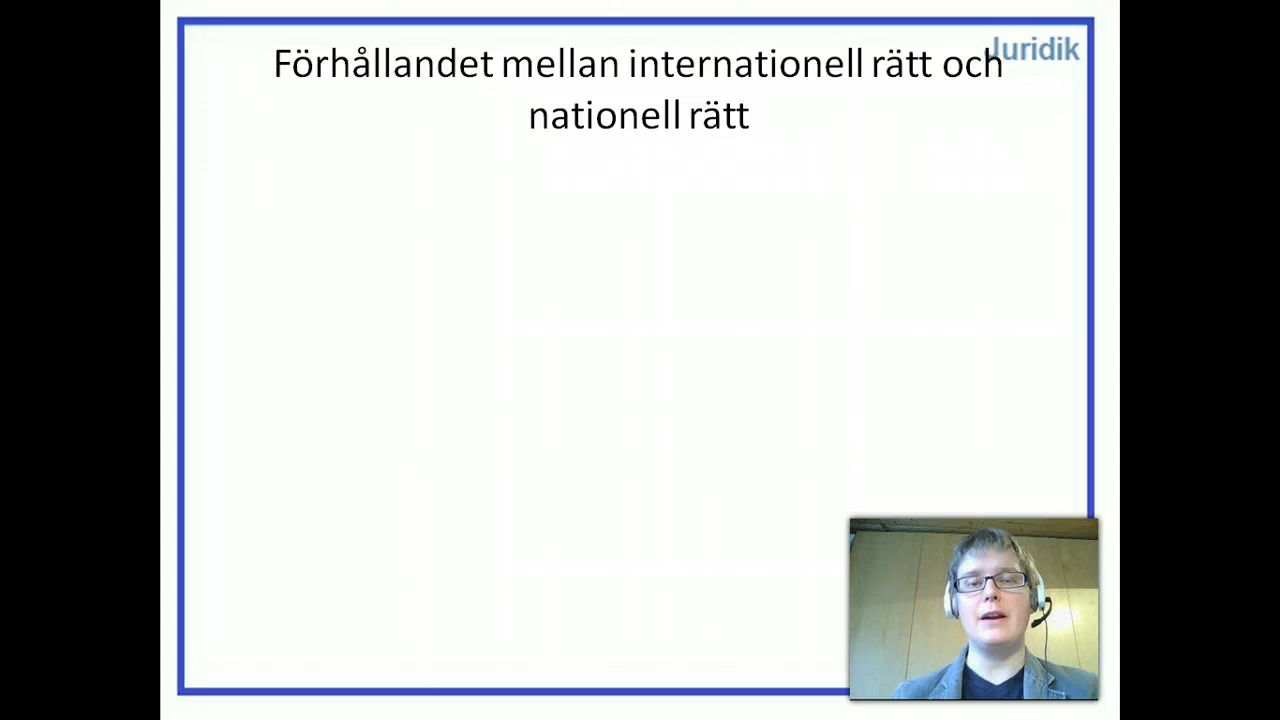 Förhållandet mellan internationell rätt och
nationell rätt
Juridik